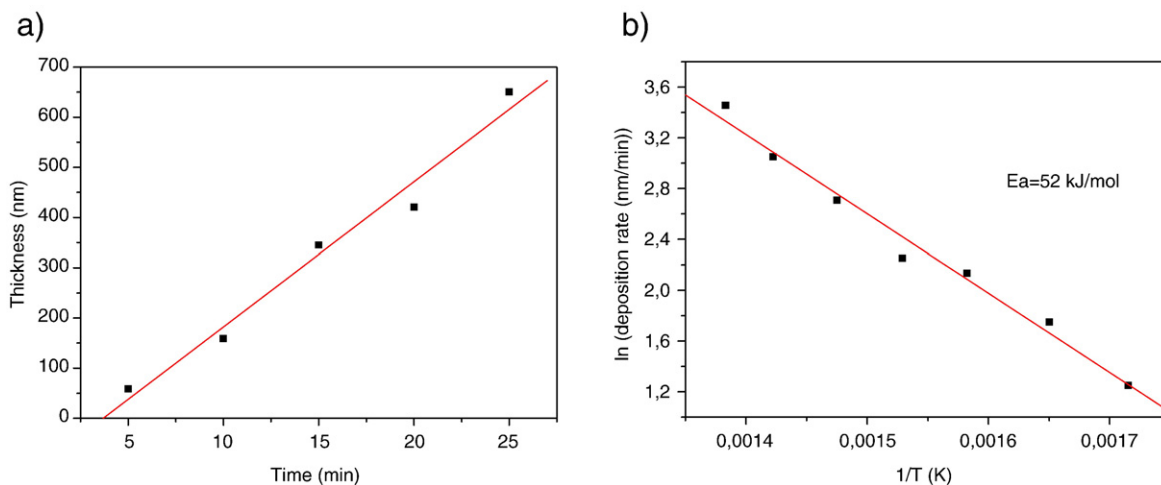 a)
700
600
500
400
300
200
100
0
5 10 15 20 25
Thickness (nm)
Time (min)
b)
3,6
3,2
2,8
2,4
2,0
1,6
1,2
0,0014 0,0015 0,0016 0,0017
ln (deposition rate (nm/min))
1/T (K)
Ea=52 kJ/mol